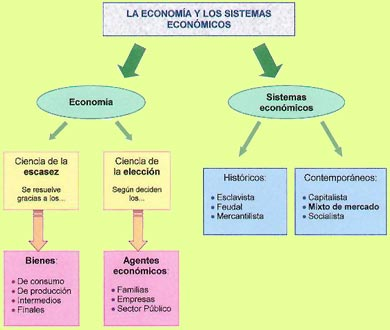 LA ECONOMÍA Y LOS SISTEMAS
ECONÓMICOS
Economía
Sistemas
económicos
Ciencia de la
escasez
Se resuelve
gracias a los...
Ciencia de
la elección
Según deciden
los...
Históricos:
• Esclavista
• Feudal
• Mercantilista
Contemporáneos:
• Capitalista
• Mixto de mercado
• Socialista
Bienes:
• De consumo
• De producción
• Intermedios
• Finales
Agentes
económicos:
• Familias
• Empresas
• Sector Público